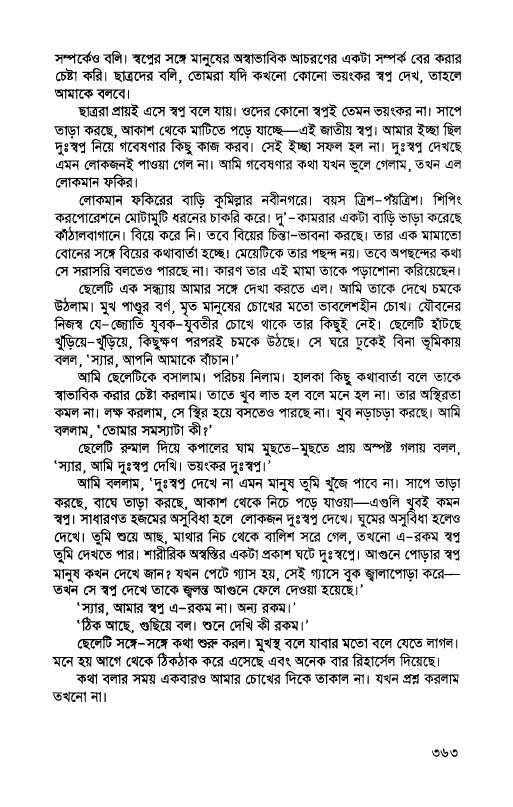 সম্পর্কেও বলি। স্বপ্নের সঙ্গে মানুষের অস্বাভাবিক আচরণের একটা সম্পর্ক বের করার
চেষ্টা করি। ছাত্রদের বলি, তোমরা যদি কখনো কোনো ভয়ংকর স্বপ্ন দেখ, তাহলে
আমাকে বলবে।
ছাত্ররা প্রায়ই এসে স্বপ্ন বলে যায়। ওদের কোনো স্বপ্নই তেমন ভয়ংকর না। সাপে
তাড়া করছে, আকাশ থেকে মাটিতে পড়ে যাচ্ছে—এই জাতীয় স্বপ্ন। আমার ইচ্ছা ছিল
দুঃস্বপ্ন নিয়ে গবেষণার কিছু কাজ করব। সেই ইচ্ছা সফল হল না। দুঃস্বপ্ন দেখছে
এমন লোকজনই পাওয়া গেল না। আমি গবেষণার কথা যখন ভুলে গেলাম, তখন এল
লোকমান ফকির।
লোকমান ফকিরের বাড়ি কুমিল্লার নবীনগরে। বয়স ত্রিশ-পঁয়ত্রিশ। শিপিং
করপোরেশনে মোটামুটি ধরনের চাকরি করে। দু'-কামরার একটা বাড়ি ভাড়া করেছে
কাঁঠালবাগানে। বিয়ে করে নি। তবে বিয়ের চিন্তা-ভাবনা করছে। তার এক মামাতো
বোনের সঙ্গে বিয়ের কথাবার্তা হচ্ছে। মেয়েটিকে তার পছন্দ নয়। তবে অপছন্দের কথা
সে সরাসরি বলতেও পারছে না। কারণ তার এই মামা তাকে পড়াশোনা করিয়েছেন।
ছেলেটি এক সন্ধ্যায় আমার সঙ্গে দেখা করতে এল। আমি তাকে দেখে চমকে
উঠলাম। মুখ পাণ্ডুর বর্ণ, মৃত মানুষের চোখের মতো ভাবলেশহীন চোখ। যৌবনের
নিজস্ব যে-জ্যোতি যুবক-যুবতীর চোখে থাকে তার কিছুই নেই। ছেলেটি হাঁটছে
খুঁড়িয়ে-খুঁড়িয়ে, কিছুক্ষণ পরপরই চমকে উঠছে। সে ঘরে ঢুকেই বিনা ভূমিকায়
বলল, 'স্যার, আপনি আমাকে বাঁচান।'
আমি ছেলেটিকে বসালাম। পরিচয় নিলাম। হালকা কিছু কথাবার্তা বলে তাকে
স্বাভাবিক করার চেষ্টা করলাম। তাতে খুব লাভ হল বলে মনে হল না। তার অস্থিরতা
কমল না। লক্ষ করলাম, সে স্থির হয়ে বসতেও পারছে না। খুব নড়াচড়া করছে। আমি
বললাম, 'তোমার সমস্যাটা কী?'
ছেলেটি রুমাল দিয়ে কপালের ঘাম মুছতে-মুছতে প্রায় অস্পষ্ট গলায় বলল,
'স্যার, আমি দুঃস্বপ্ন দেখি। ভয়ংকর দুঃস্বপ্ন।'
আমি বললাম, 'দুঃস্বপ্ন দেখে না এমন মানুষ তুমি খুঁজে পাবে না। সাপে তাড়া
করছে, বাঘে তাড়া করছে, আকাশ থেকে নিচে পড়ে যাওয়া—এগুলি খুবই কমন
স্বপ্ন। সাধারণত হজমের অসুবিধা হলে লোকজন দুঃস্বপ্ন দেখে। ঘুমের অসুবিধা হলেও
দেখে। তুমি শুয়ে আছ, মাথার নিচ থেকে বালিশ সরে গেল, তখনো এ-রকম স্বপ্ন
তুমি দেখতে পার। শারীরিক অস্বস্তির একটা প্রকাশ ঘটে দুঃস্বপ্নে। আগুনে পোড়ার স্বপ্ন
মানুষ কখন দেখে জান? যখন পেটে গ্যাস হয়, সেই গ্যাসে বুক জ্বালাপোড়া করে—
তখন সে স্বপ্ন দেখে তাকে জ্বলন্ত আগুনে ফেলে দেওয়া হয়েছে।'
'স্যার, আমার স্বপ্ন এ-রকম না। অন্য রকম।'
'ঠিক আছে, গুছিয়ে বল। শুনে দেখি কী রকম।'
ছেলেটি সঙ্গে-সঙ্গে কথা শুরু করল। মুখস্থ বলে যাবার মতো বলে যেতে লাগল।
মনে হয় আগে থেকে ঠিকঠাক করে এসেছে এবং অনেক বার রিহার্সেল দিয়েছে।
কথা বলার সময় একবারও আমার চোখের দিকে তাকাল না। যখন প্রশ্ন করলাম
তখনো না।
৩৬৩